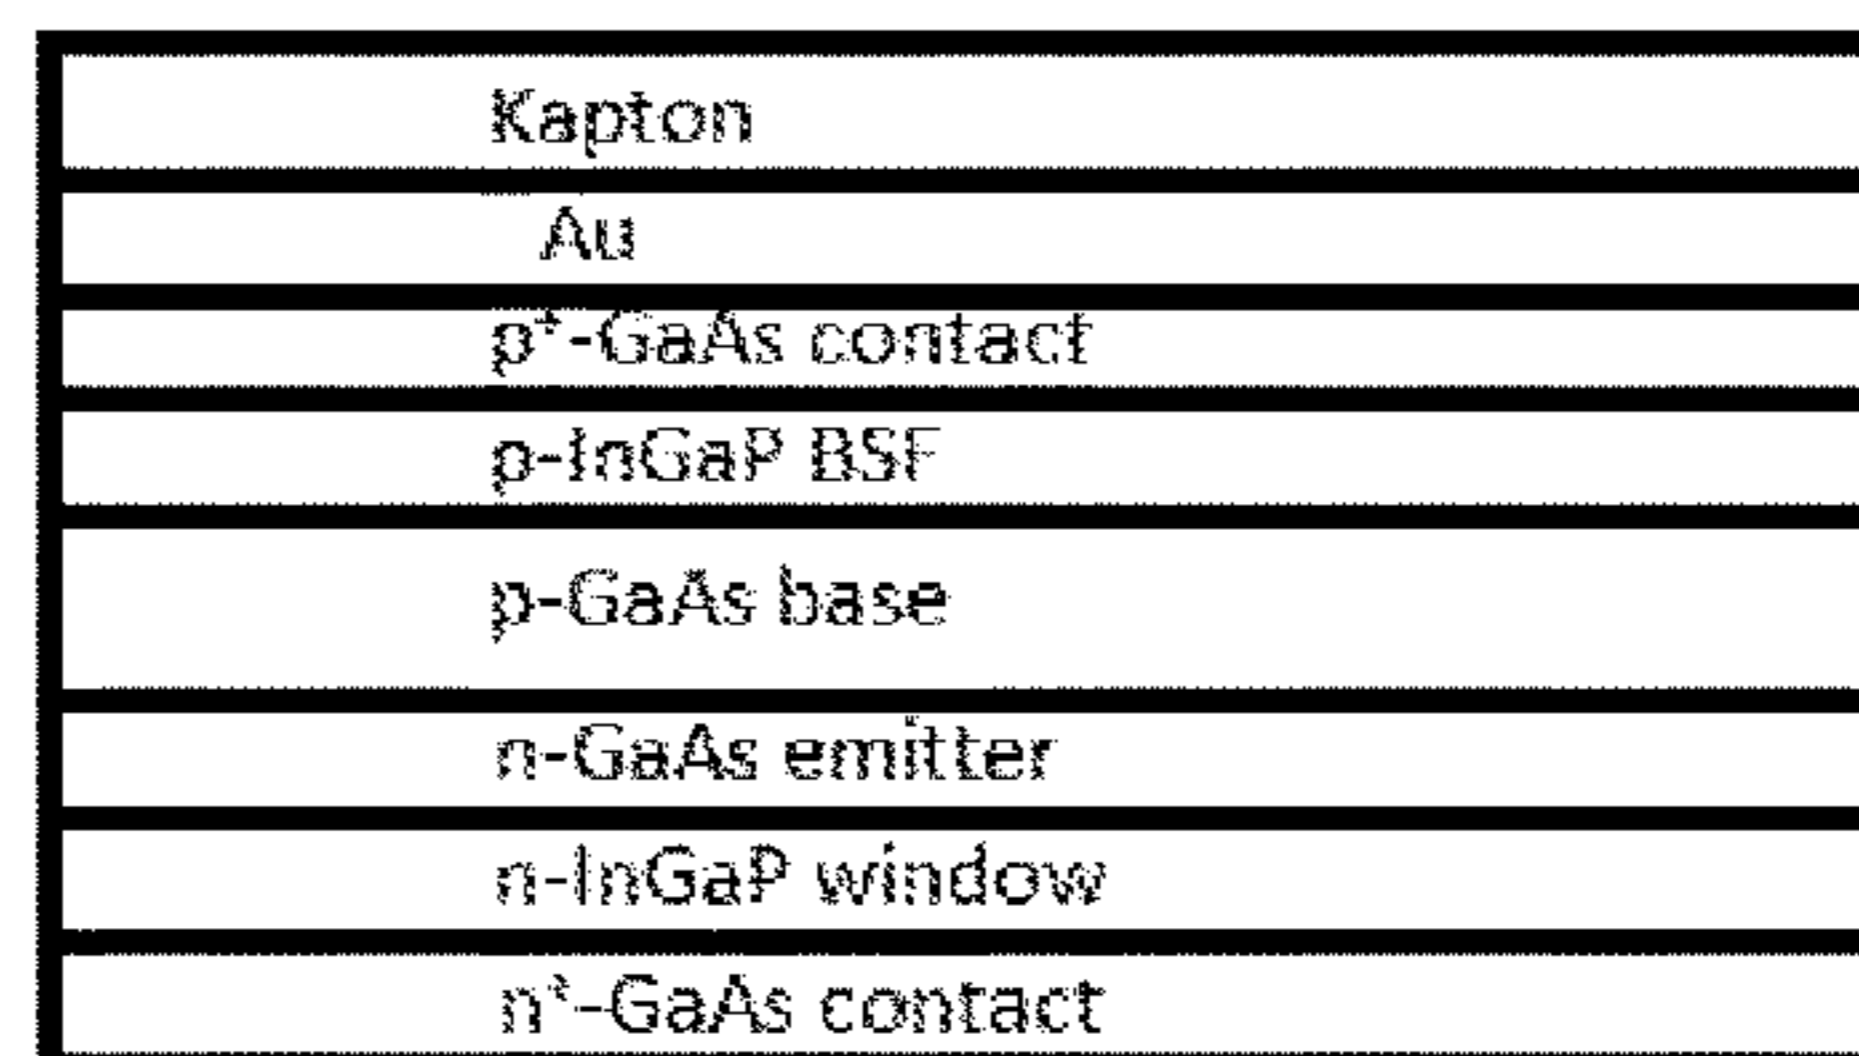 Kapton
Au
p⁺-GaAs contact
p-InGaP BSF
p-GaAs base
n-GaAs emitter
n-InGaP window
n⁺-GaAs contact